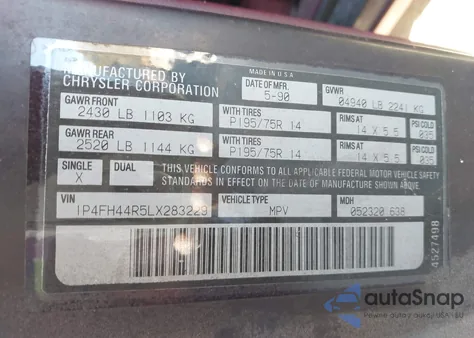 MADE IN U.S.A.
MANUFACTURED BY
CHRYSLER CORPORATION
DATE OF MFR. 5-90
GVWR 04940 LB 2241 KG
GAWR FRONT 2430 LB 1103 KG
WITH TIRES P195/75R 14
RIMS AT 14 X 5.5
PSI COLD 035
GAWR REAR 2520 LB 1144 KG
WITH TIRES P195/75R 14
RIMS AT 14 X 5.5
PSI COLD 035
SINGLE X DUAL
THIS VEHICLE CONFORMS TO ALL APPLICABLE FEDERAL MOTOR VEHICLE SAFETY
STANDARDS IN EFFECT ON THE DATE OF MANUFACTURE SHOWN ABOVE.
VIN 1P4FH44R5LX283229
VEHICLE TYPE MPV
MDH 052320 638
4527498
autoSnap